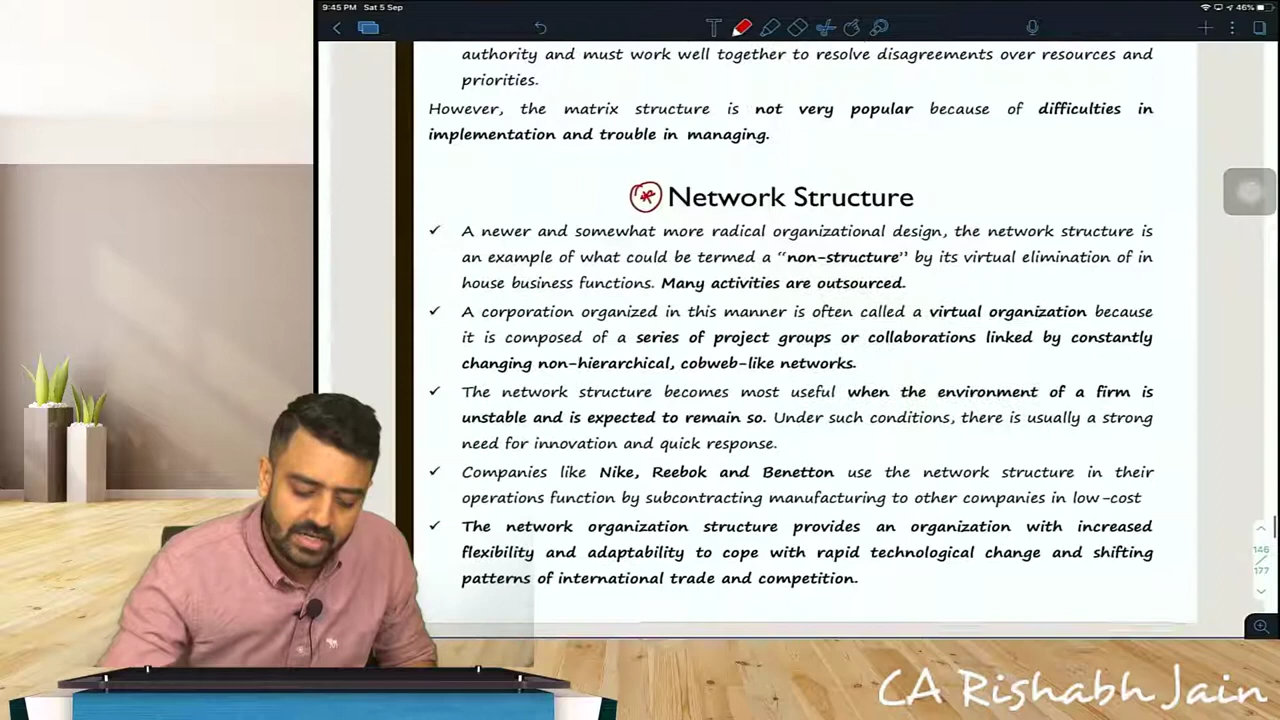 9:45 PM Sat 5 Sep
46%
T
authority and must work well together to resolve disagreements over resources and
priorities.
However, the matrix structure is not very popular because of difficulties in
implementation and trouble in managing.
Network Structure
✓ A newer and somewhat more radical organizational design, the network structure is
an example of what could be termed a “non-structure” by its virtual elimination of in
house business functions. Many activities are outsourced.
✓ A corporation organized in this manner is often called a virtual organization because
it is composed of a series of project groups or collaborations linked by constantly
changing non-hierarchical, cobweb-like networks.
✓ The network structure becomes most useful when the environment of a firm is
unstable and is expected to remain so. Under such conditions, there is usually a strong
need for innovation and quick response.
✓ Companies like Nike, Reebok and Benetton use the network structure in their
operations function by subcontracting manufacturing to other companies in low-cost
✓ The network organization structure provides an organization with increased
flexibility and adaptability to cope with rapid technological change and shifting
patterns of international trade and competition.
146
/
177
CA Rishabh Jain